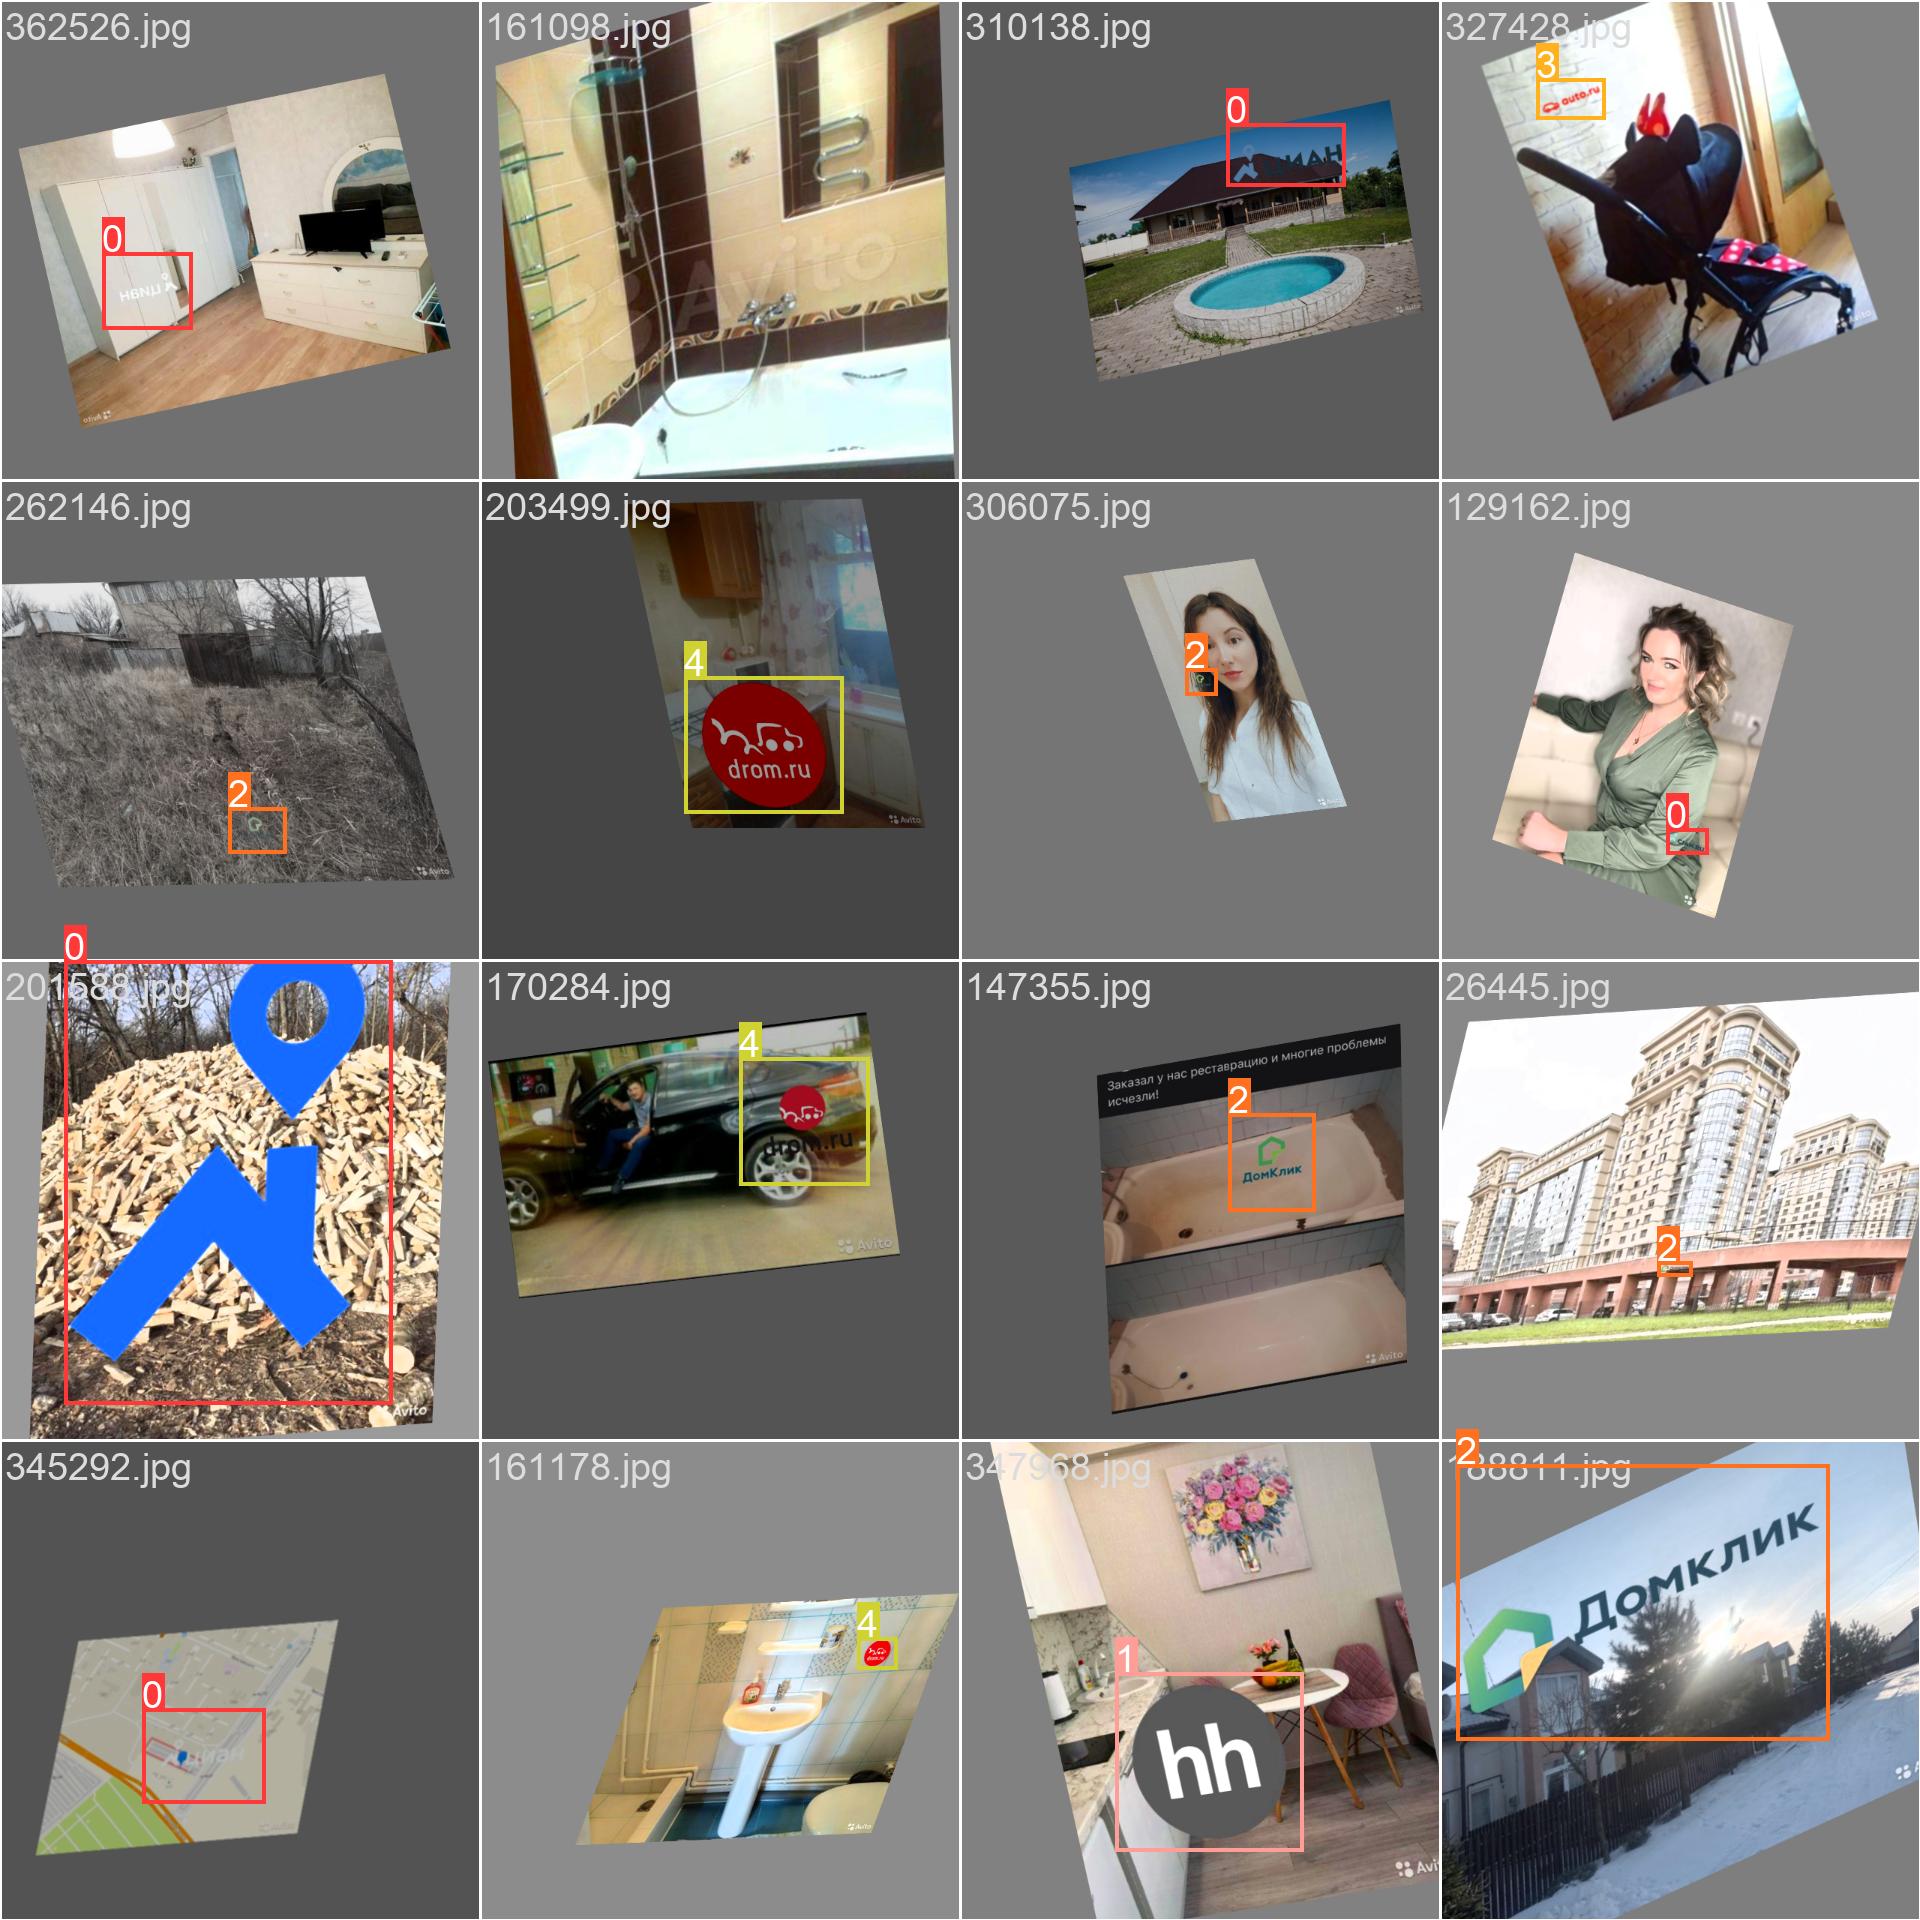 362526.jpg
161098.jpg
310138.jpg
327428.jpg
0
0
3
циан
Avito
циан
auto.ru
Avito
Avito
262146.jpg
203499.jpg
306075.jpg
129162.jpg
2
4
2
0
drom.ru
Avito
Avito
Avito
0
201588.jpg
170284.jpg
147355.jpg
26445.jpg
4
2
2
Заказал у нас реставрацию и многие проблемы
исчезли!
drom.ru
ДомКлик
Avito
Avito
Avito
345292.jpg
161178.jpg
347968.jpg
188811.jpg
0
4
1
2
циан
drom.ru
hh
Домклик
Avito